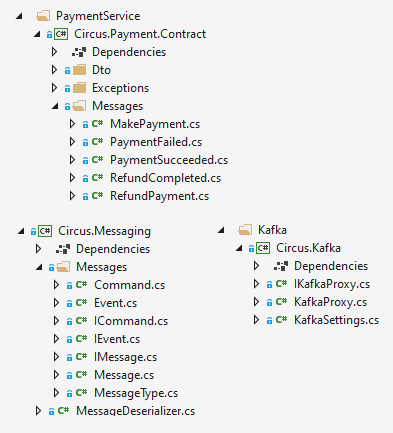 PaymentService
C# Circus.Payment.Contract
Dependencies
Dto
Exceptions
Messages
C# MakePayment.cs
C# PaymentFailed.cs
C# PaymentSucceeded.cs
C# RefundCompleted.cs
C# RefundPayment.cs
C# Circus.Messaging
Dependencies
Messages
C# Command.cs
C# Event.cs
C# ICommand.cs
C# IEvent.cs
C# IMessage.cs
C# Message.cs
C# MessageType.cs
C# MessageDeserializer.cs
Kafka
C# Circus.Kafka
Dependencies
C# IKafkaProxy.cs
C# KafkaProxy.cs
C# KafkaSettings.cs